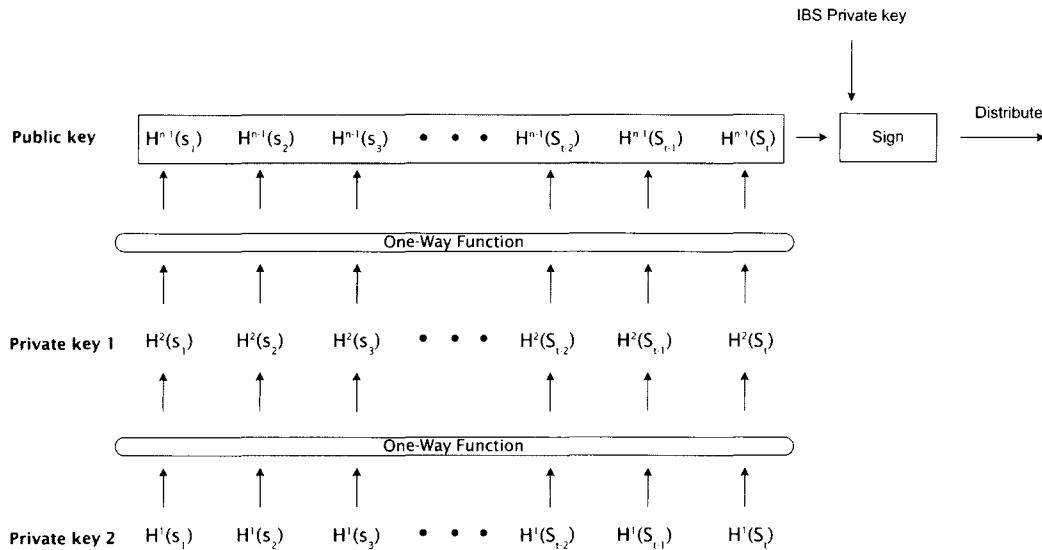 IBS Private key
Public key H^{n-1}(s_1) H^{n-1}(s_2) H^{n-1}(s_3) • • • H^{n-1}(S_{t-2}) H^{n-1}(S_{t-1}) H^{n-1}(S_t) Sign Distribute
One-Way Function
Private key 1 H^2(s_1) H^2(s_2) H^2(s_3) • • • H^2(S_{t-2}) H^2(S_{t-1}) H^2(S_t)
One-Way Function
Private key 2 H^1(s_1) H^1(s_2) H^1(s_3) • • • H^1(S_{t-2}) H^1(S_{t-1}) H^1(S_t)